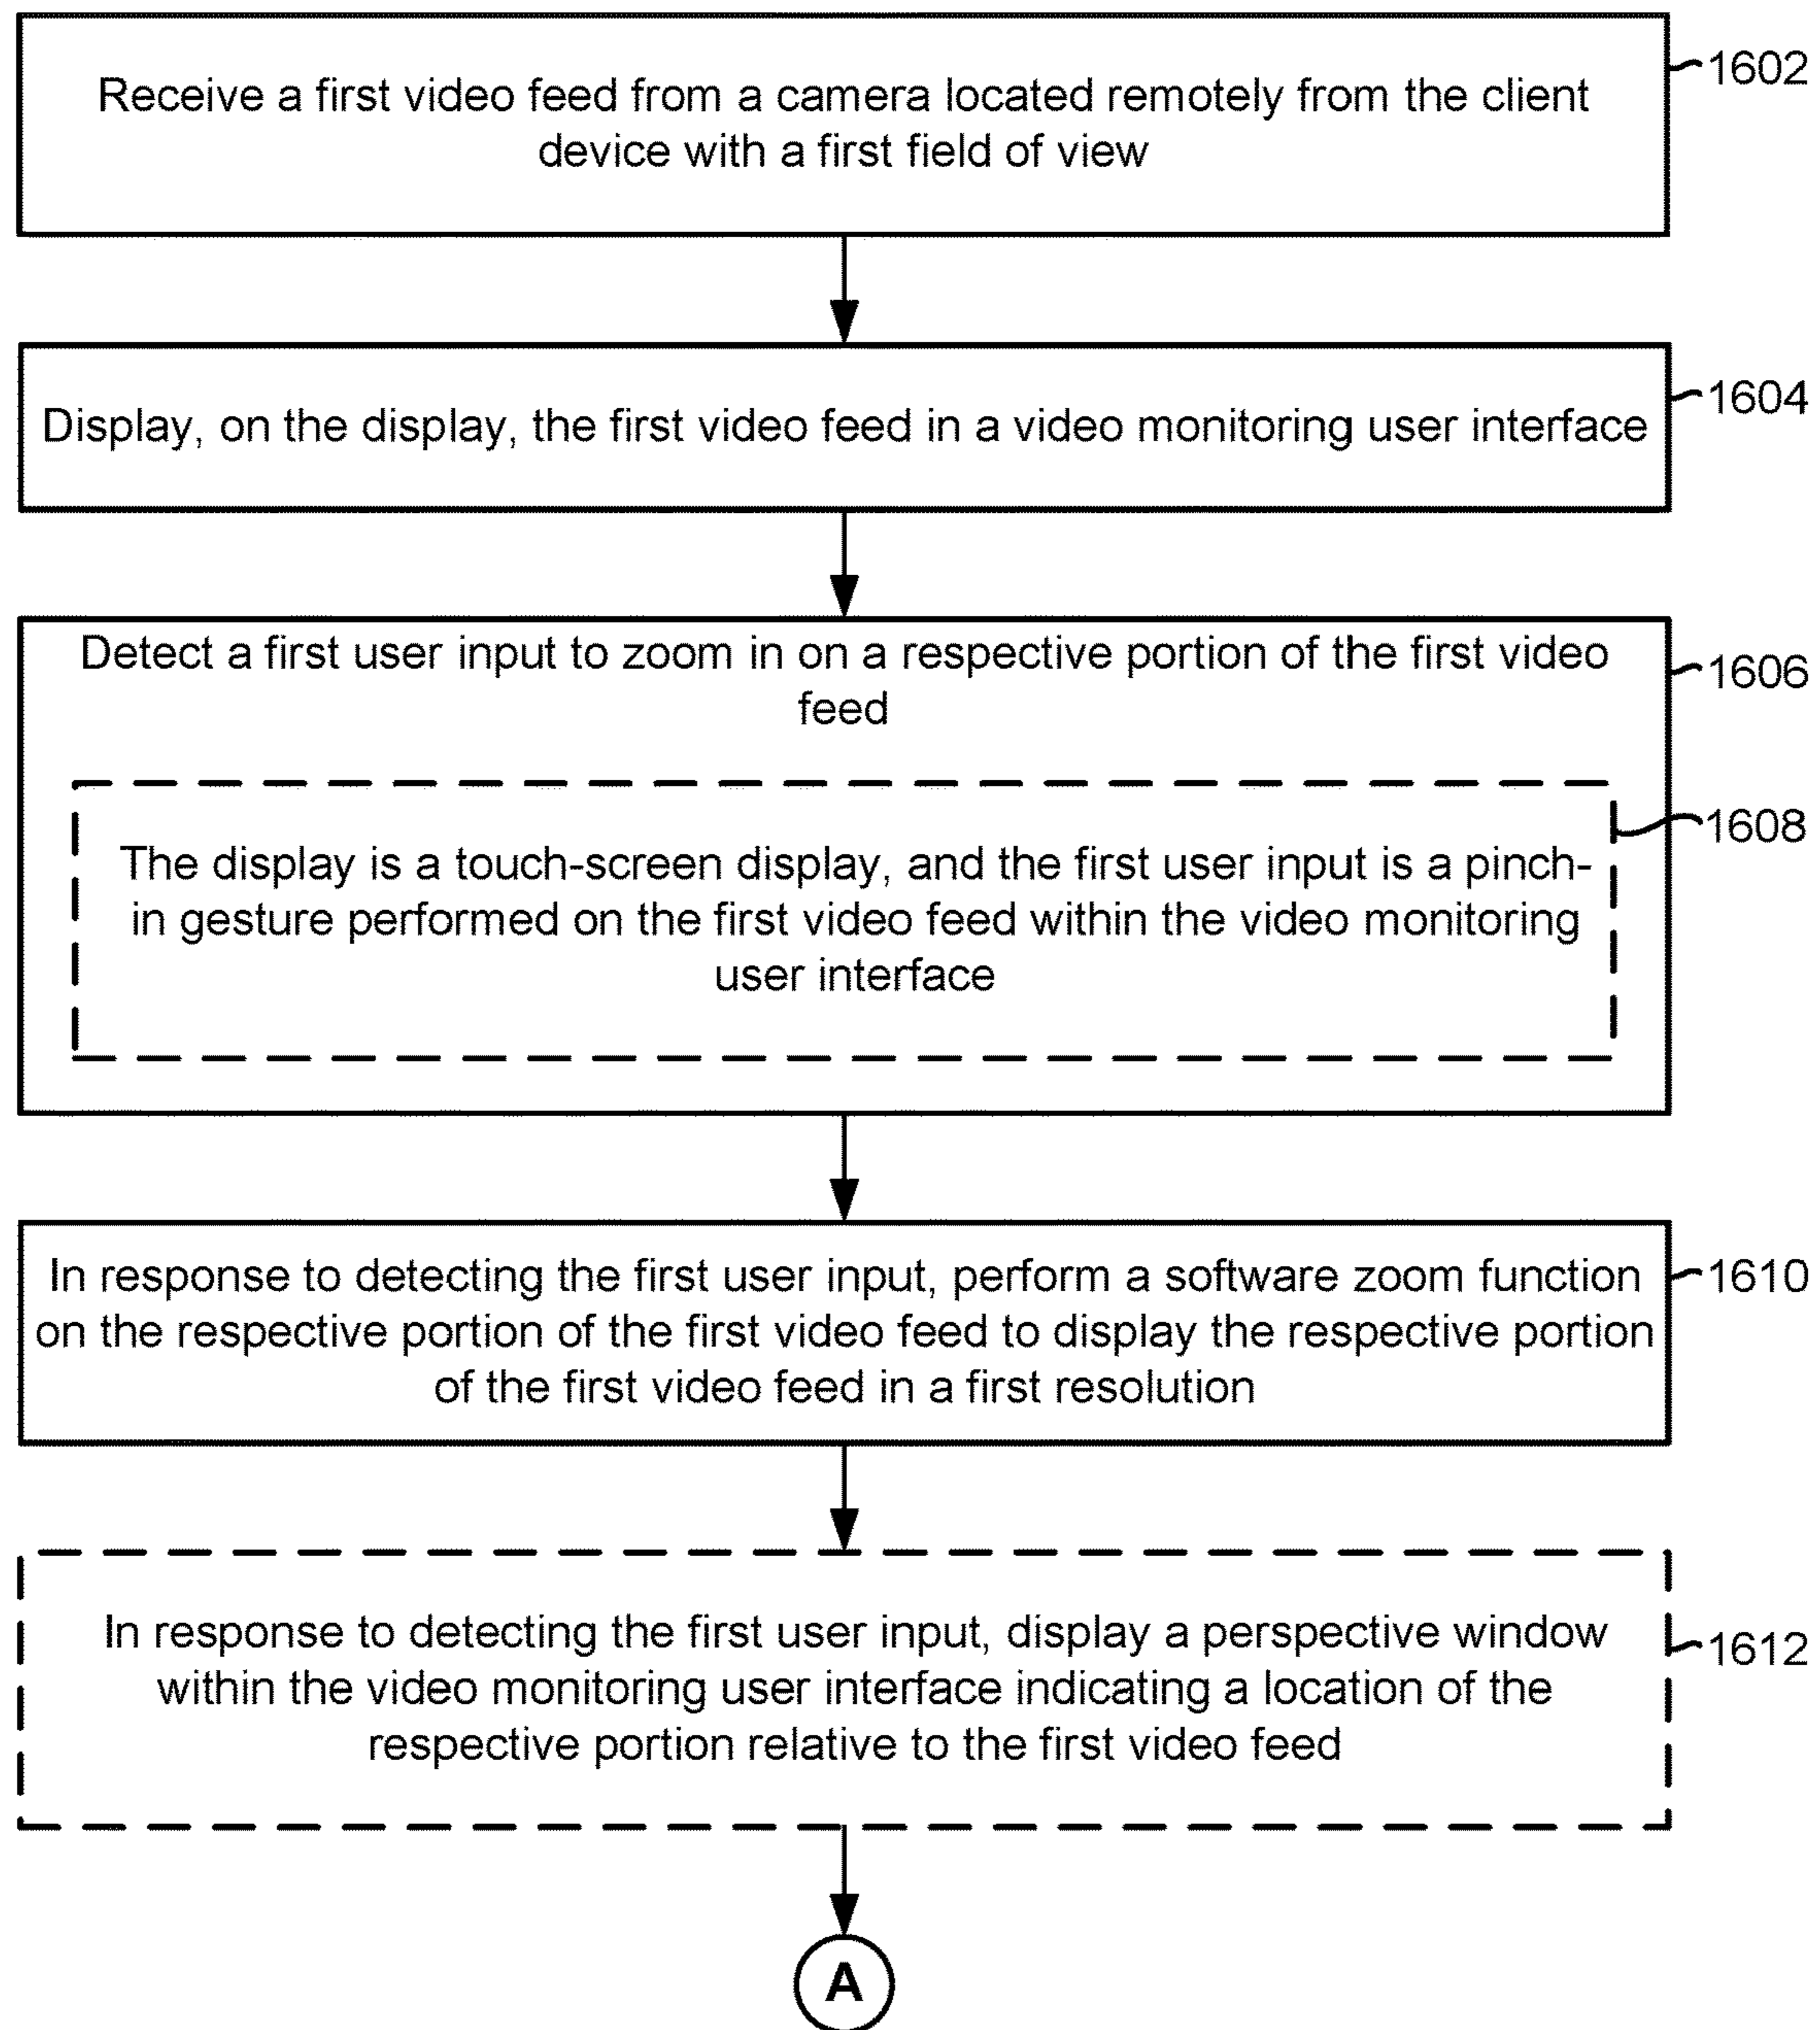 Receive a first video feed from a camera located remotely from the client
device with a first field of view
1602
Display, on the display, the first video feed in a video monitoring user interface
1604
Detect a first user input to zoom in on a respective portion of the first video
feed
1606
The display is a touch-screen display, and the first user input is a pinch-
in gesture performed on the first video feed within the video monitoring
user interface
1608
In response to detecting the first user input, perform a software zoom function
on the respective portion of the first video feed to display the respective portion
of the first video feed in a first resolution
1610
In response to detecting the first user input, display a perspective window
within the video monitoring user interface indicating a location of the
respective portion relative to the first video feed
1612
A